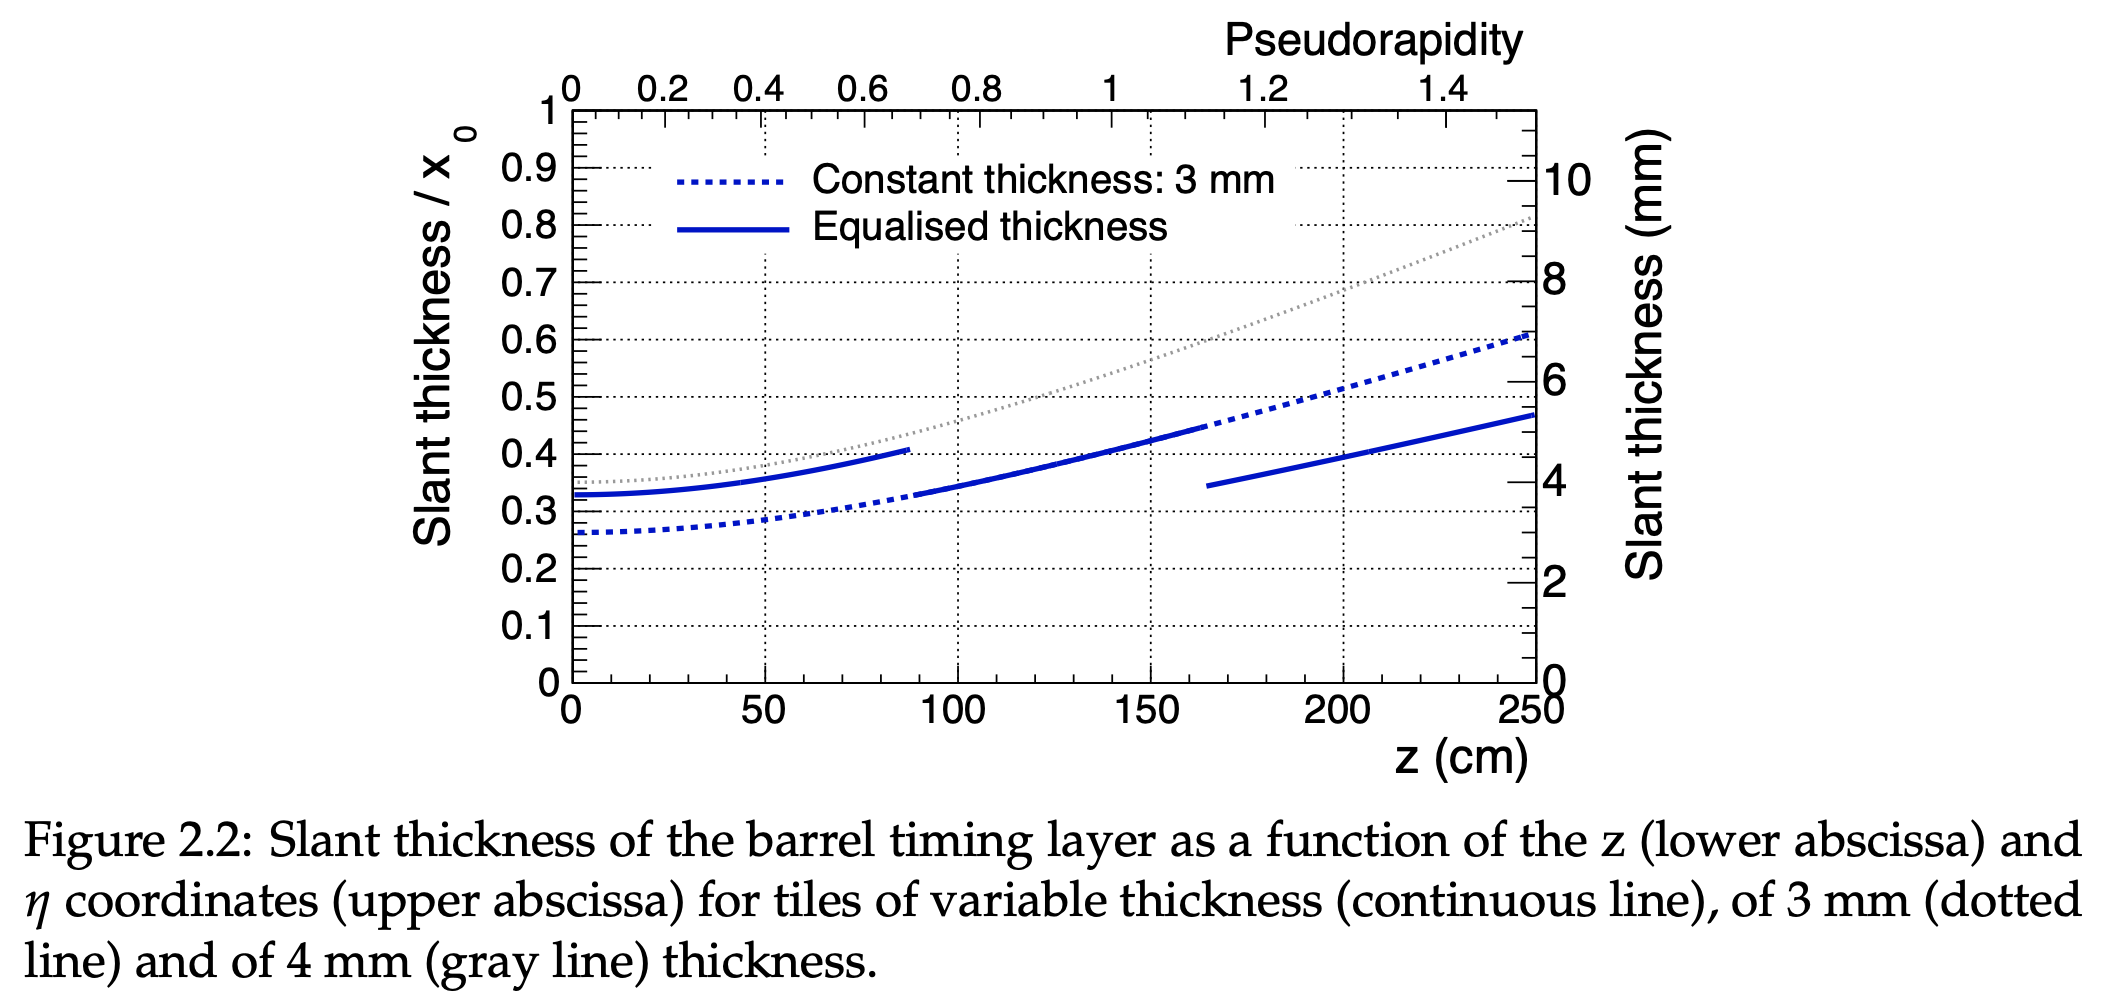 Pseudorapidity
0 0.2 0.4 0.6 0.8 1 1.2 1.4
Slant thickness / x 0
1
0.9
0.8
0.7
0.6
0.5
0.4
0.3
0.2
0.1
0
Constant thickness: 3 mm
Equalised thickness
10
8
6
4
2
0
Slant thickness (mm)
0 50 100 150 200 250
z (cm)
Figure 2.2: Slant thickness of the barrel timing layer as a function of the z (lower abscissa) and
η coordinates (upper abscissa) for tiles of variable thickness (continuous line), of 3 mm (dotted
line) and of 4 mm (gray line) thickness.